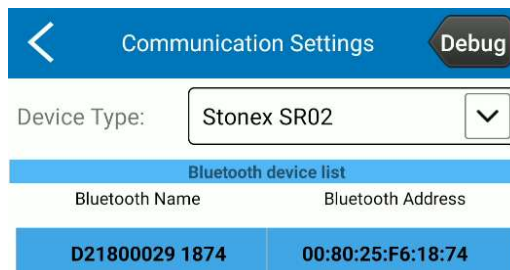 Communication Settings Debug
Device Type: Stonex SR02
Bluetooth device list
Bluetooth Name Bluetooth Address
D21800029 1874 00:80:25:F6:18:74